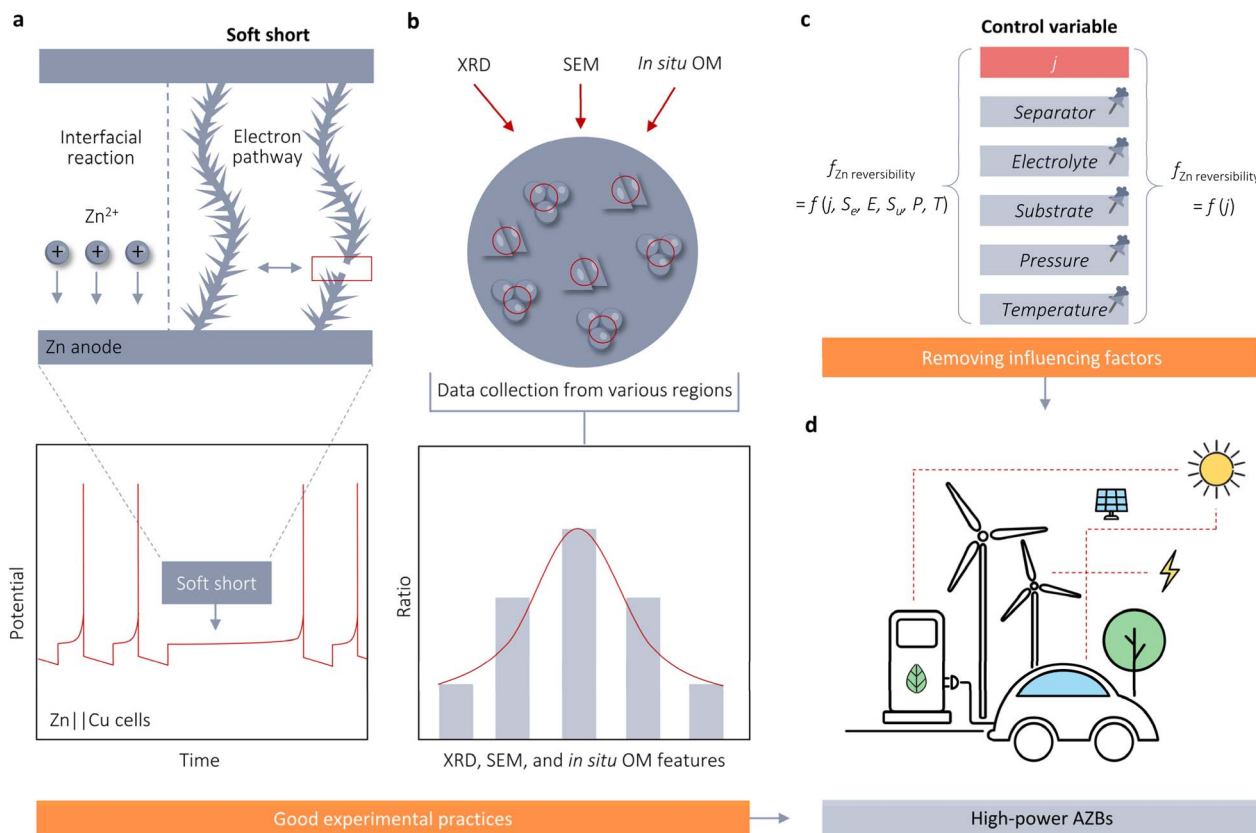 a
Soft short
Interfacial
reaction
Electron
pathway
Zn²⁺
+ + +
Zn anode
Soft short
Potential
Zn||Cu cells
Time
b
XRD
SEM
In situ OM
Data collection from various regions
Ratio
XRD, SEM, and in situ OM features
Good experimental practices
c
Control variable
j
Separator
Electrolyte
Substrate
Pressure
Temperature
f Zn reversibility
= f (j, Se, E, Su, P, T)
f Zn reversibility
= f (j)
Removing influencing factors
d
High-power AZBs